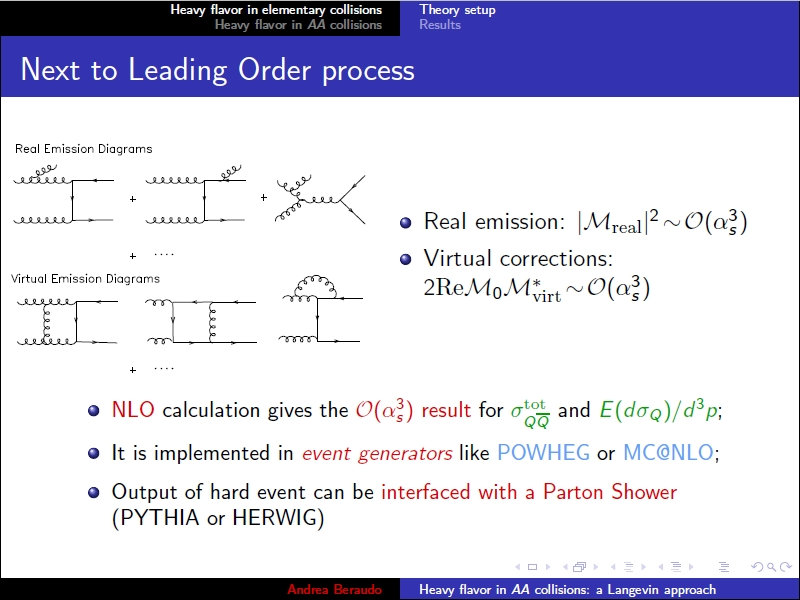 Heavy flavor in elementary collisions
Heavy flavor in AA collisions
Theory setup
Results
Next to Leading Order process
Real Emission Diagrams
+
+
+ ....
Virtual Emission Diagrams
+ ....
Real emission: |M_real|² ∼ O(α_s³)
Virtual corrections:
2ReM₀M*_virt ∼ O(α_s³)
NLO calculation gives the O(α_s³) result for σ^tot_QQ̅ and E(dσ_Q)/d³p;
It is implemented in event generators like POWHEG or MC@NLO;
Output of hard event can be interfaced with a Parton Shower
(PYTHIA or HERWIG)
Andrea Beraudo
Heavy flavor in AA collisions: a Langevin approach